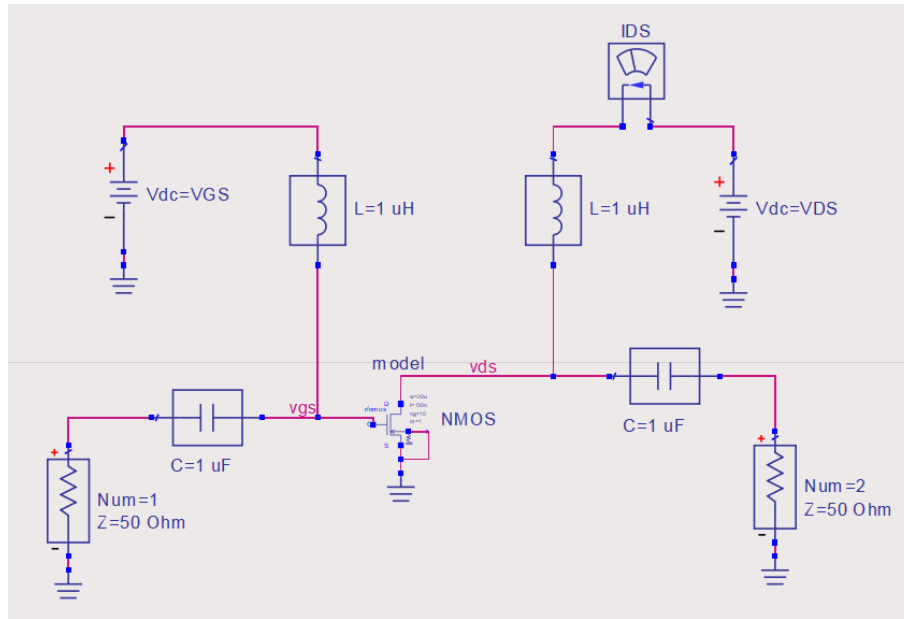 IDS
+
Vdc=VGS
−
L=1 uH
L=1 uH
+
Vdc=VDS
−
model
vds
vgs
NMOS
C=1 uF
C=1 uF
+
Num=1
Z=50 Ohm
−
+
Num=2
Z=50 Ohm
−